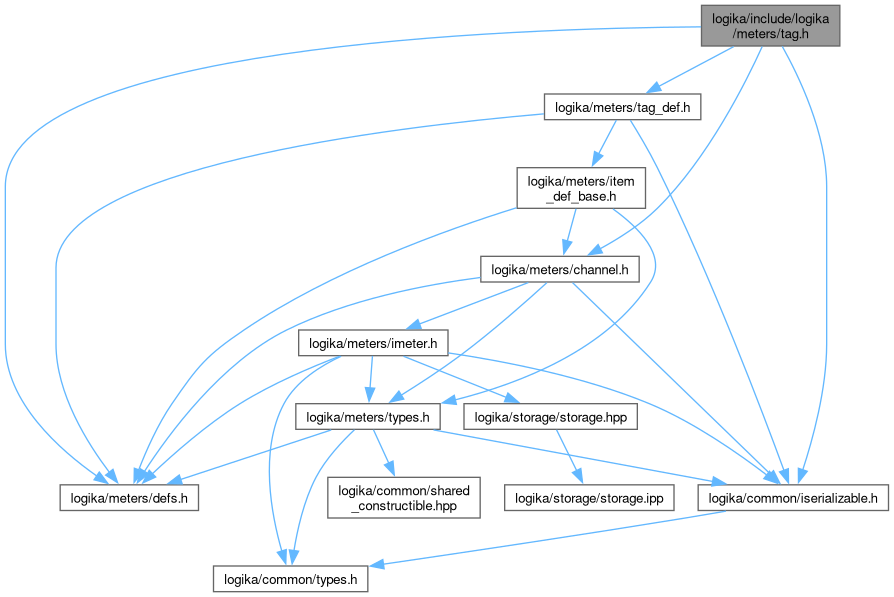 logika/include/logika
/meters/tag.h
logika/meters/tag_def.h
logika/meters/item
_def_base.h
logika/meters/channel.h
logika/meters/imeter.h
logika/meters/types.h
logika/storage/storage.hpp
logika/meters/defs.h
logika/common/shared
_constructible.hpp
logika/storage/storage.ipp
logika/common/iserializable.h
logika/common/types.h